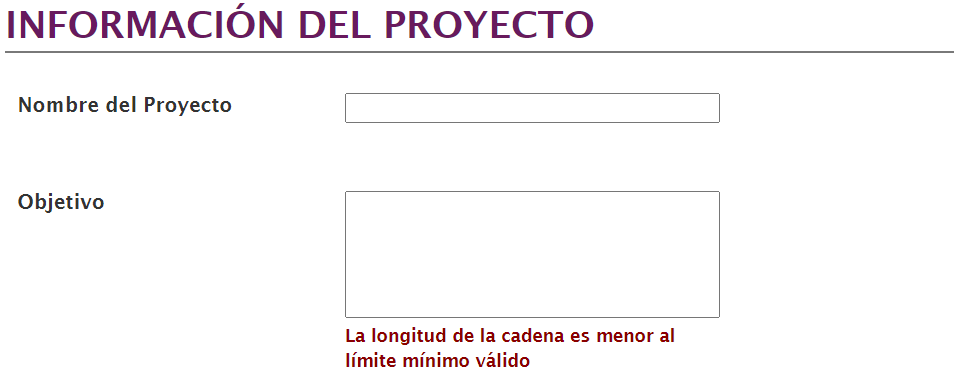 INFORMACIÓN DEL PROYECTO
Nombre del Proyecto
Objetivo
La longitud de la cadena es menor al
límite mínimo válido